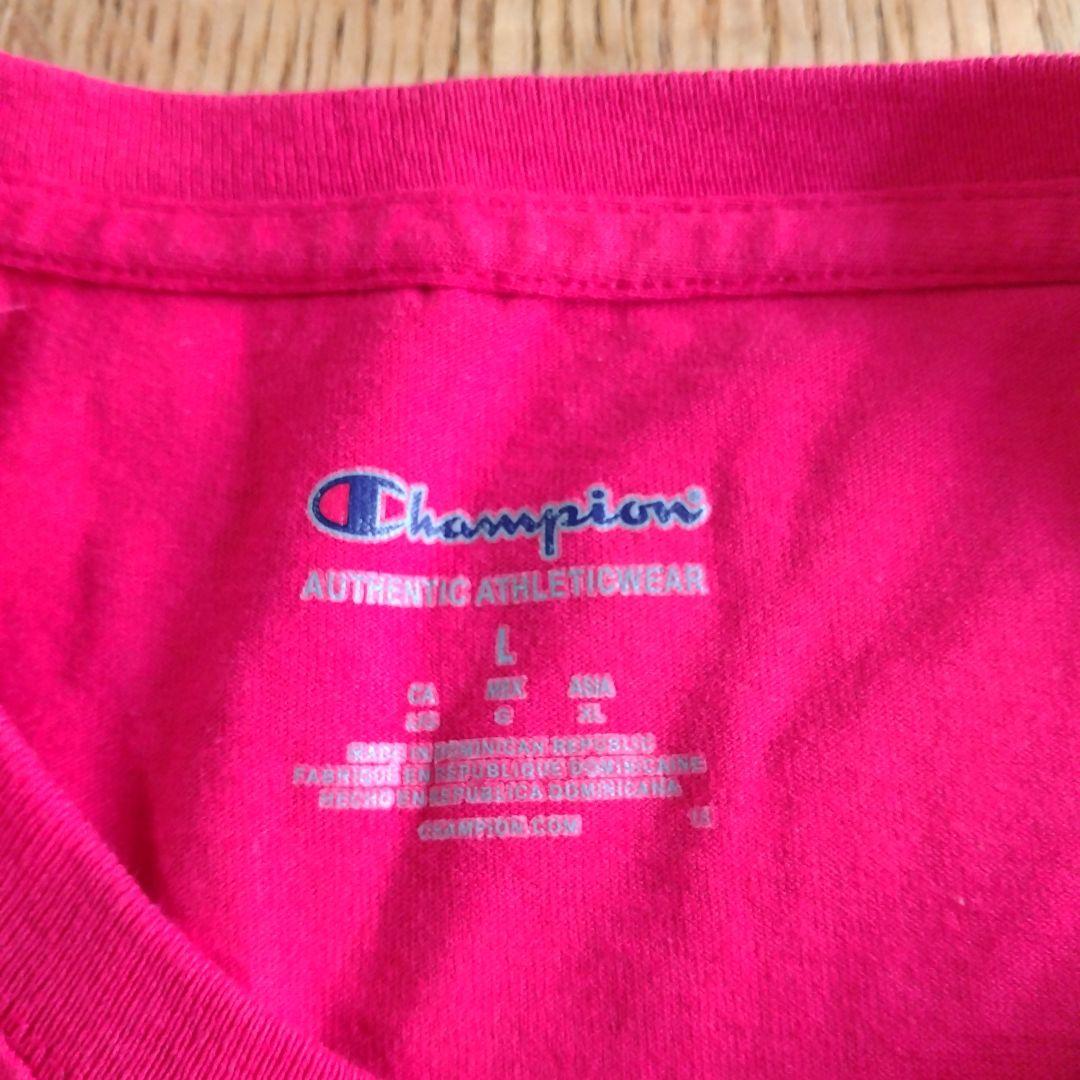 Champion
AUTHENTIC ATHLETICWEAR
L
CA MEX ASIA
G XL
MADE IN DOMINICAN REPUBLIC
FABRIQUE EN RÉPUBLIQUE DOMINICAINE
HECHO EN REPUBLICA DOMINICANA
CHAMPION.COM